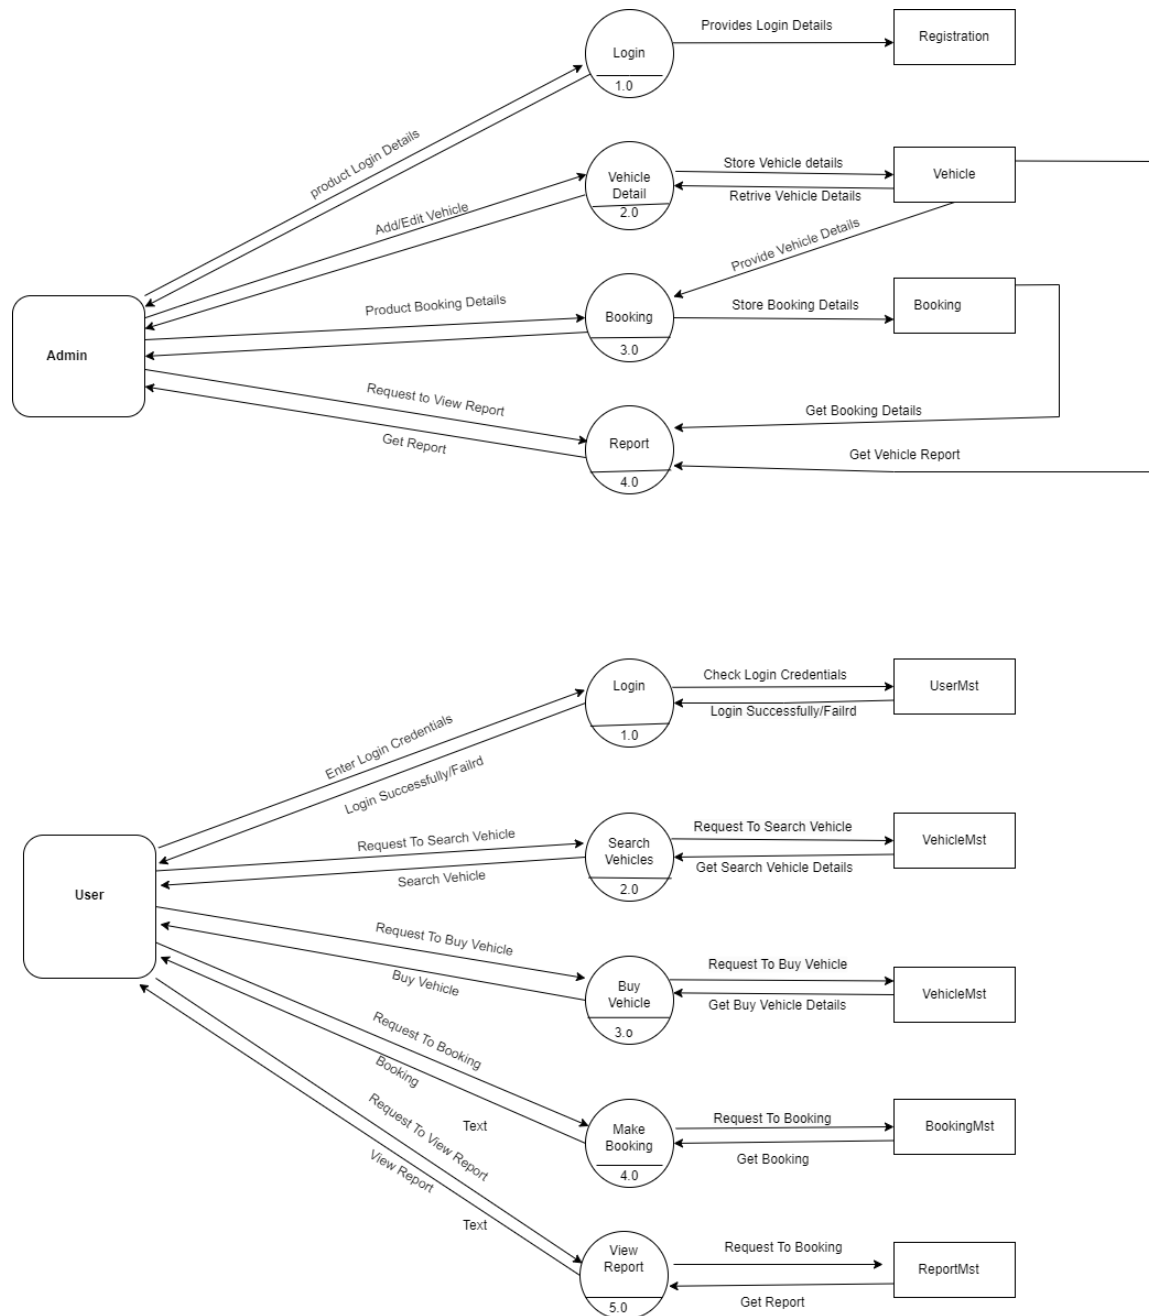 Provides Login Details
Registration
Login
1.0
product Login Details
Store Vehicle details
Vehicle
Vehicle
Detail
Retrive Vehicle Details
2.0
Add/Edit Vehicle
Provide Vehicle Details
Product Booking Details
Booking
Store Booking Details
Booking
3.0
Admin
Request to View Report
Get Booking Details
Get Report
Report
Get Vehicle Report
4.0
Login
Check Login Credentials
UserMst
Login Successfully/Failrd
1.0
Enter Login Credentials
Login Successfully/Failrd
Request To Search Vehicle
Search
Vehicles
Request To Search Vehicle
VehicleMst
Search Vehicle
Get Search Vehicle Details
2.0
User
Request To Buy Vehicle
Buy Vehicle
Buy
Vehicle
Request To Buy Vehicle
VehicleMst
Get Buy Vehicle Details
3.o
Request To Booking
Booking
Text
Make
Booking
Request To Booking
BookingMst
Get Booking
4.0
Request To View Report
View Report
Text
View
Report
Request To Booking
ReportMst
Get Report
5.0